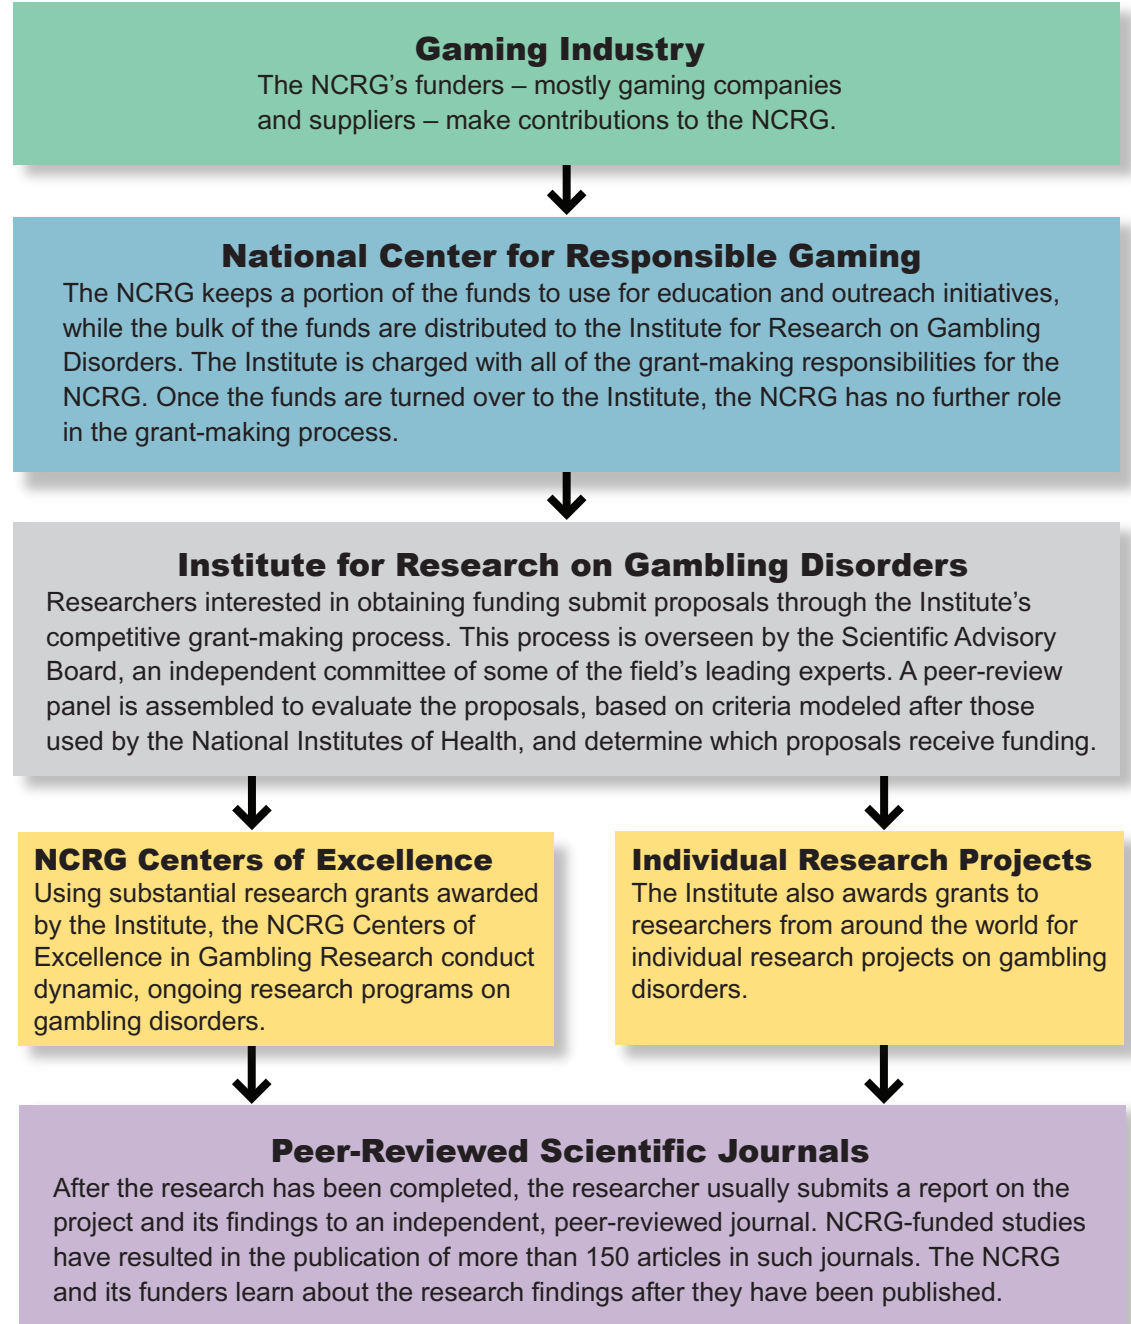 Gaming Industry
The NCRG’s funders – mostly gaming companies
and suppliers – make contributions to the NCRG.
National Center for Responsible Gaming
The NCRG keeps a portion of the funds to use for education and outreach initiatives,
while the bulk of the funds are distributed to the Institute for Research on Gambling
Disorders. The Institute is charged with all of the grant-making responsibilities for the
NCRG. Once the funds are turned over to the Institute, the NCRG has no further role
in the grant-making process.
Institute for Research on Gambling Disorders
Researchers interested in obtaining funding submit proposals through the Institute’s
competitive grant-making process. This process is overseen by the Scientific Advisory
Board, an independent committee of some of the field’s leading experts. A peer-review
panel is assembled to evaluate the proposals, based on criteria modeled after those
used by the National Institutes of Health, and determine which proposals receive funding.
NCRG Centers of Excellence
Using substantial research grants awarded
by the Institute, the NCRG Centers of
Excellence in Gambling Research conduct
dynamic, ongoing research programs on
gambling disorders.
Individual Research Projects
The Institute also awards grants to
researchers from around the world for
individual research projects on gambling
disorders.
Peer-Reviewed Scientific Journals
After the research has been completed, the researcher usually submits a report on the
project and its findings to an independent, peer-reviewed journal. NCRG-funded studies
have resulted in the publication of more than 150 articles in such journals. The NCRG
and its funders learn about the research findings after they have been published.